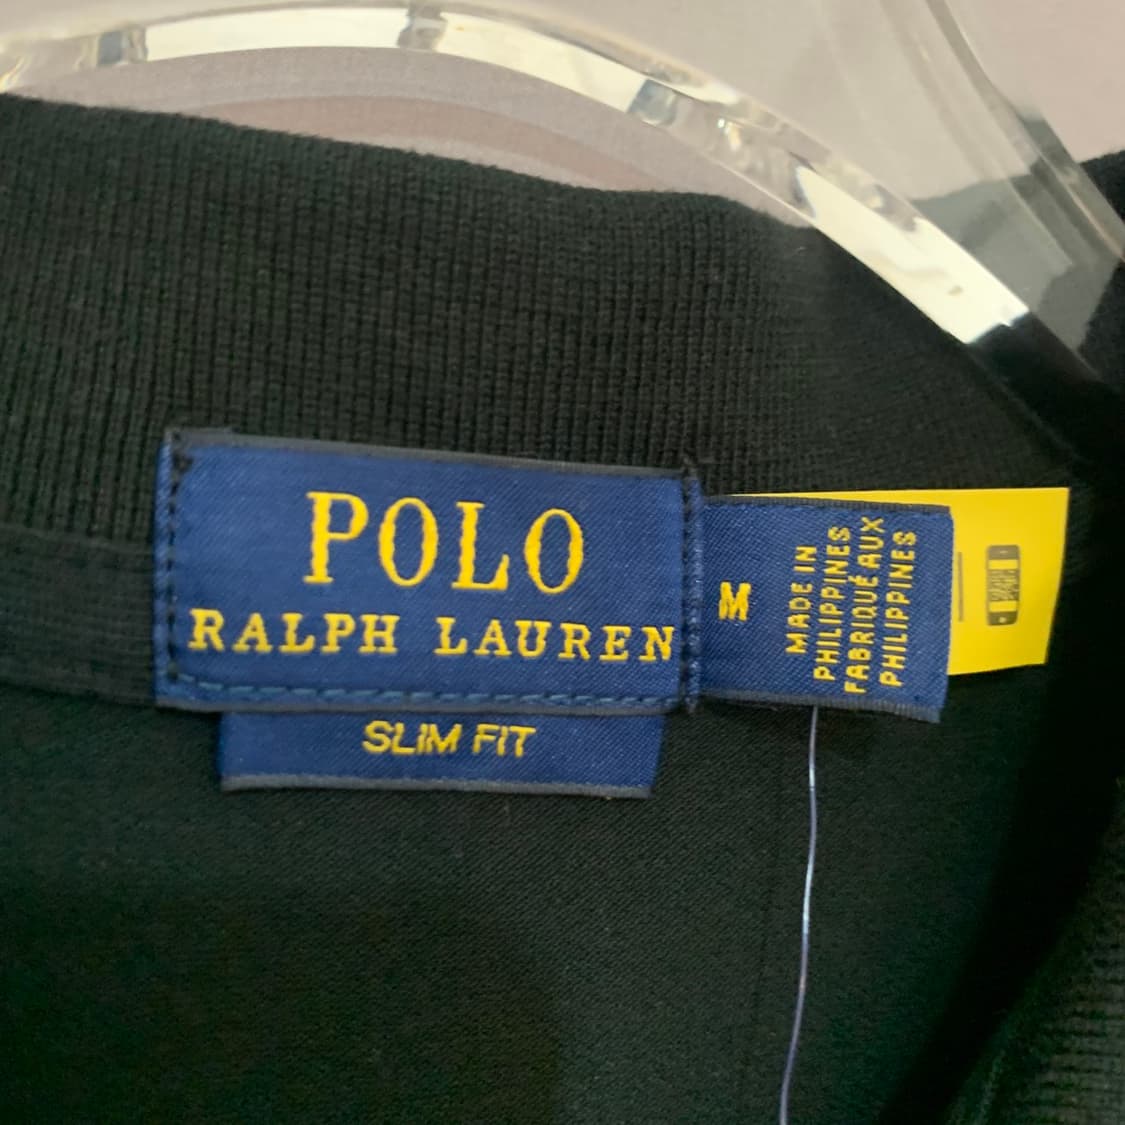 POLO
RALPH LAUREN
SLIM FIT
M
MADE IN
PHILIPPINES
FABRIQUÉ AUX
PHILIPPINES